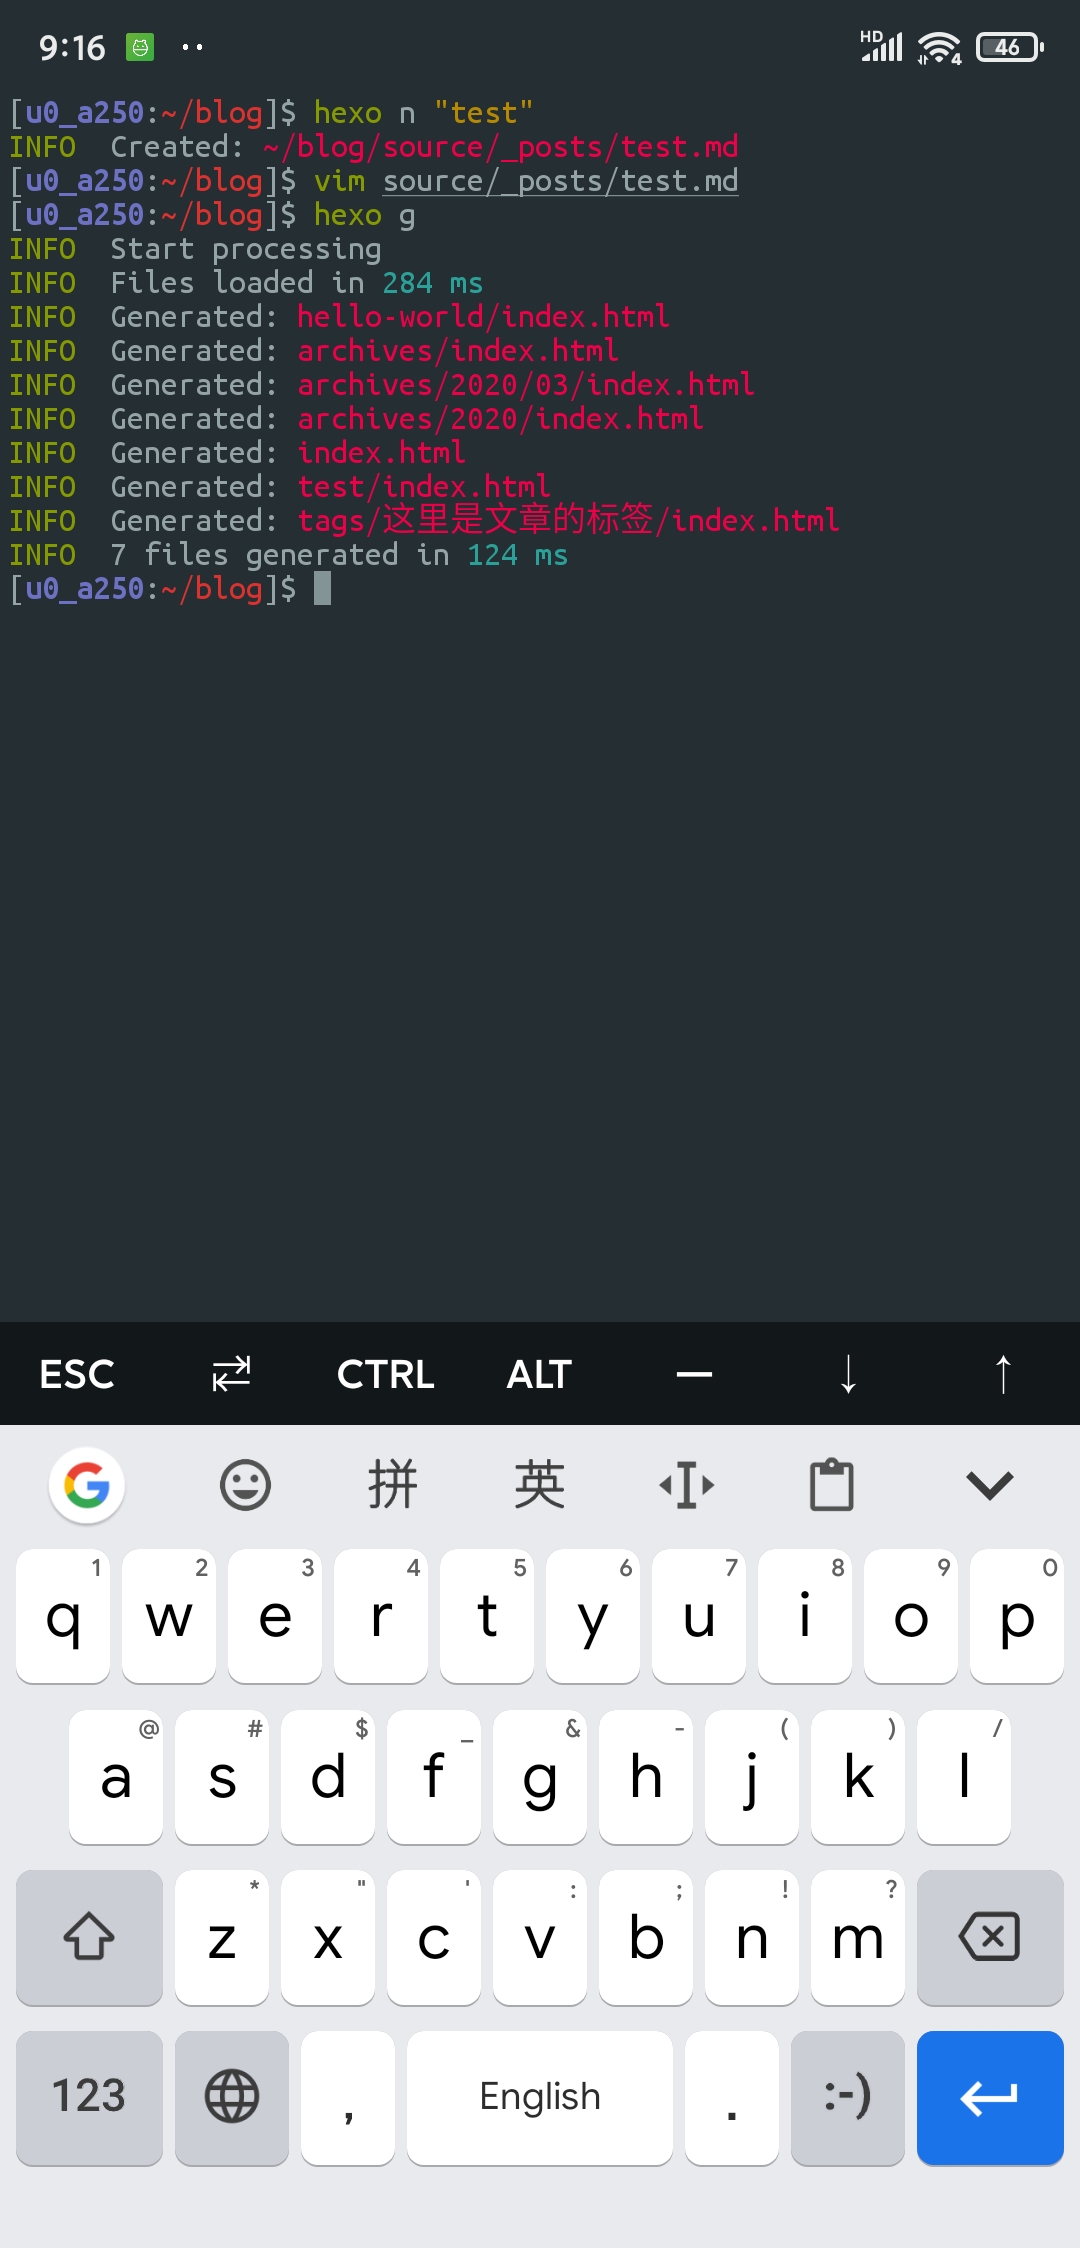 9:16
HD
4
46
[u0_a250:~/blog]$ hexo n "test"
INFO  Created: ~/blog/source/_posts/test.md
[u0_a250:~/blog]$ vim source/_posts/test.md
[u0_a250:~/blog]$ hexo g
INFO  Start processing
INFO  Files loaded in 284 ms
INFO  Generated: hello-world/index.html
INFO  Generated: archives/index.html
INFO  Generated: archives/2020/03/index.html
INFO  Generated: archives/2020/index.html
INFO  Generated: index.html
INFO  Generated: test/index.html
INFO  Generated: tags/这里是文章的标签/index.html
INFO  7 files generated in 124 ms
[u0_a250:~/blog]$
ESC ⇄ CTRL ALT — ↓ ↑
G 拼 英
1 2 3 4 5 6 7 8 9 0
q w e r t y u i o p
@ # $ _ & - ( ) /
a s d f g h j k l
* " ' : ; ! ?
z x c v b n m
123 , English . :-)